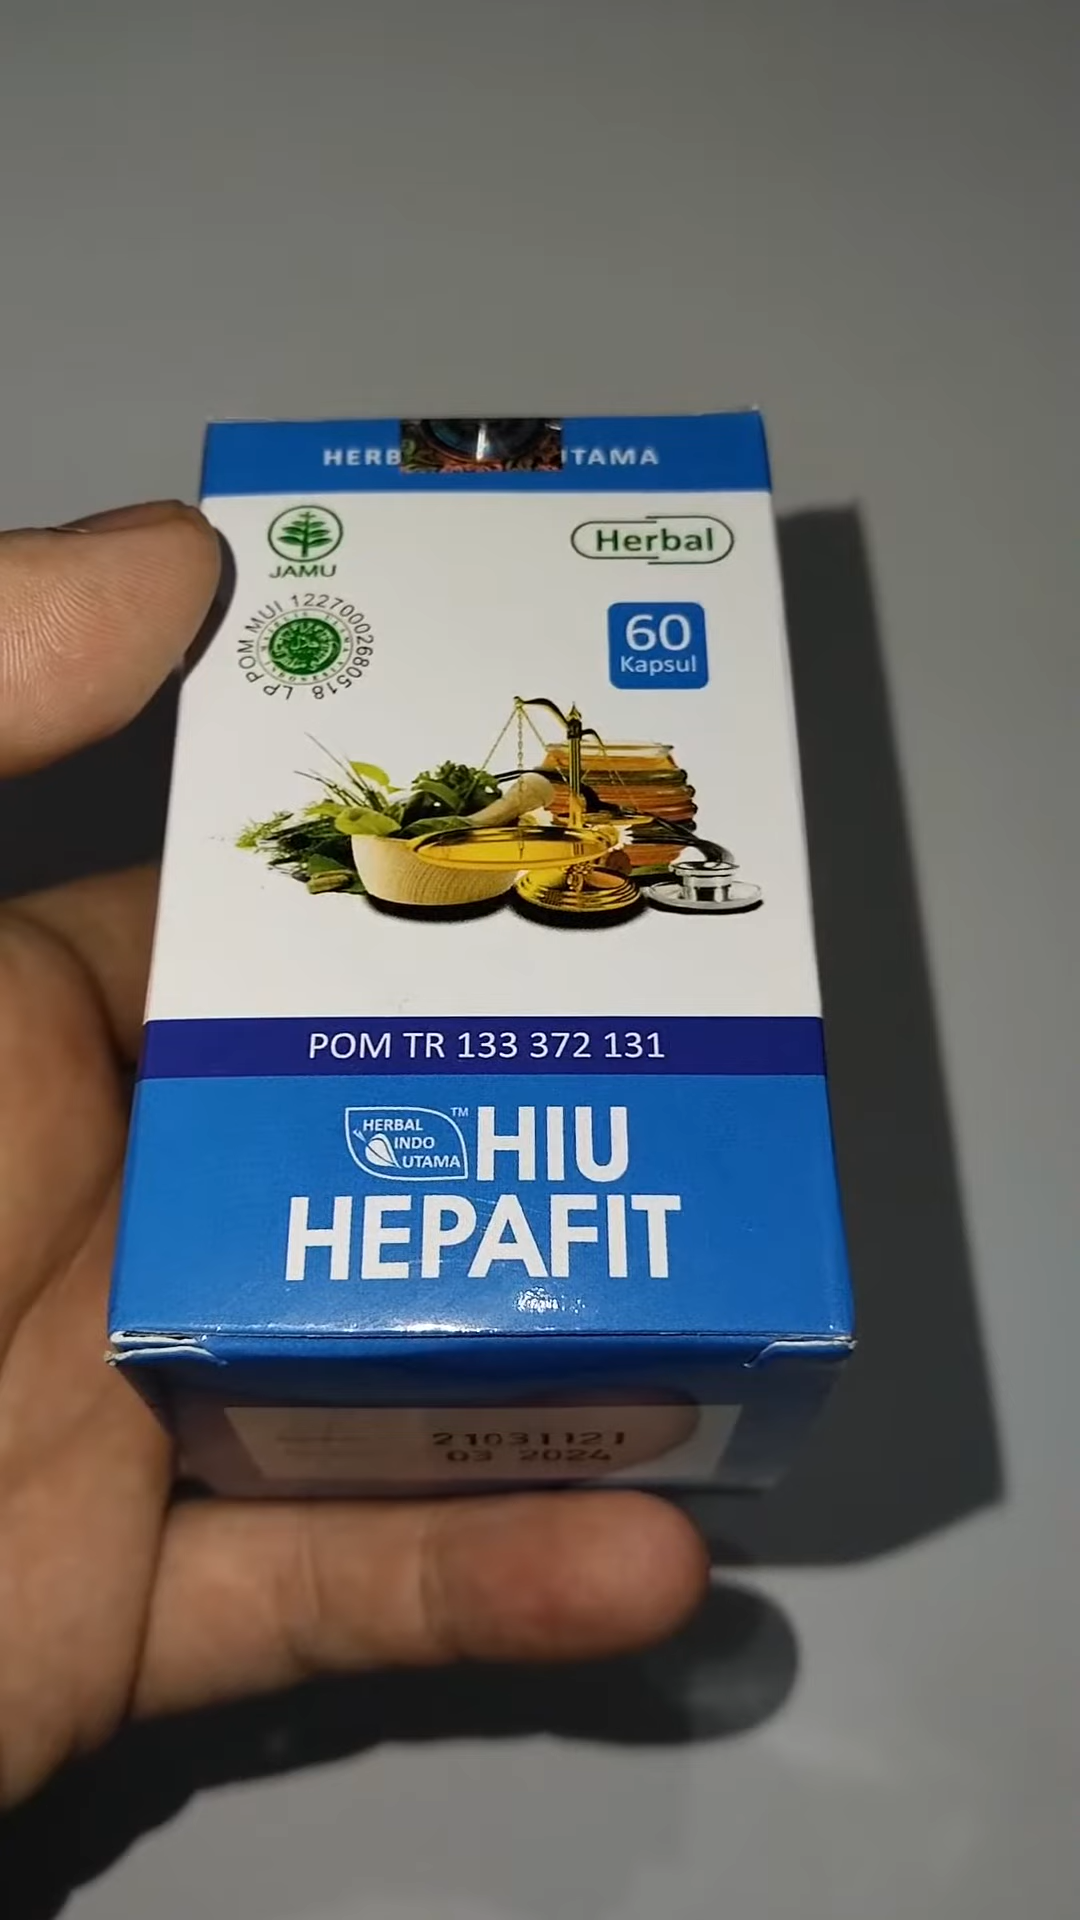 HERB UTAMA
JAMU
Herbal
LP POM MUI 12270002680518
60
Kapsul
POM TR 133 372 131
HERBAL
INDO
UTAMA
TM
HIU
HEPAFIT
21031121
03 2024